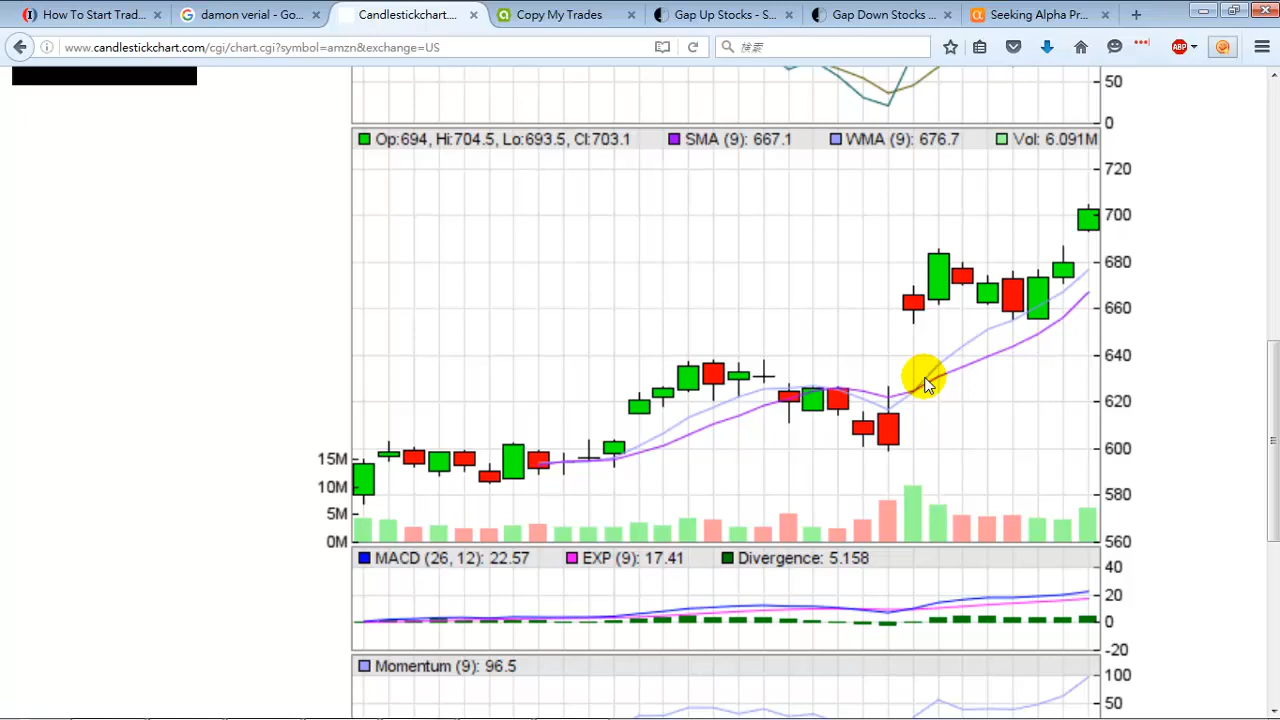 How To Start Trad...
damon verial - Go...
Candlestickchart....
Copy My Trades
Gap Up Stocks - S...
Gap Down Stocks ...
Seeking Alpha Pr...
www.candlestickchart.com/cgi/chart.cgi?symbol=amzn&exchange=US
搜索
ABP
50
0
Op:694, Hi:704.5, Lo:693.5, Cl:703.1 SMA (9): 667.1 WMA (9): 676.7 Vol: 6.091M
720
700
680
660
640
620
600
15M
10M
580
5M
0M
560
MACD (26, 12): 22.57 EXP (9): 17.41 Divergence: 5.158
40
20
0
-20
Momentum (9): 96.5
100
50